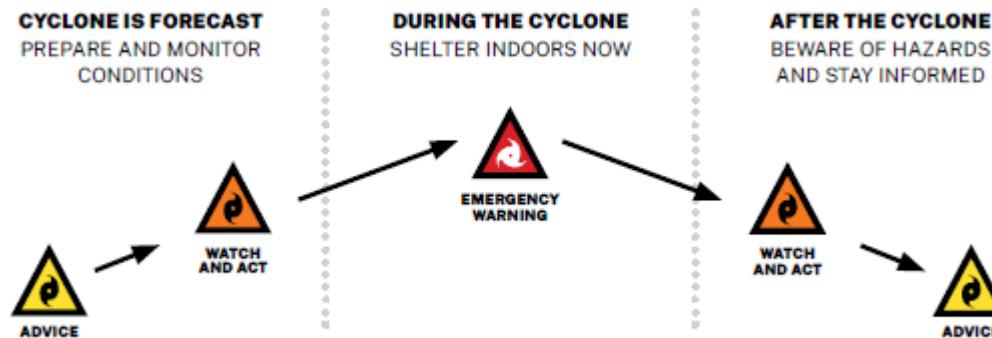 CYCLONE IS FORECAST
PREPARE AND MONITOR
CONDITIONS
DURING THE CYCLONE
SHELTER INDOORS NOW
AFTER THE CYCLONE
BEWARE OF HAZARDS
AND STAY INFORMED
ADVICE
WATCH
AND ACT
EMERGENCY
WARNING
WATCH
AND ACT
ADVICE